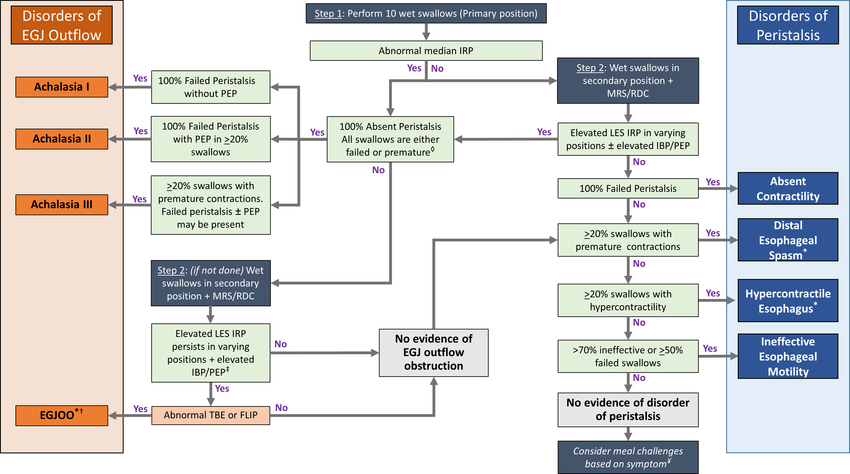 Disorders of
EGJ Outflow
Step 1: Perform 10 wet swallows (Primary position)
Disorders of
Peristalsis
Abnormal median IRP
Yes
No
Step 2: Wet swallows in
secondary position +
MRS/RDC
Achalasia I
Yes
100% Failed Peristalsis
without PEP
Achalasia II
Yes
100% Failed Peristalsis
with PEP in ≥20%
swallows
Yes
100% Absent Peristalsis
All swallows are either
failed or premature◊
Yes
Elevated LES IRP in varying
positions ± elevated IBP/PEP
No
No
Achalasia III
Yes
≥20% swallows with
premature contractions.
Failed peristalsis ± PEP
may be present
100% Failed Peristalsis
Yes
Absent
Contractility
No
≥20% swallows with
premature contractions
Yes
Distal
Esophageal
Spasm*
No
Step 2: (if not done) Wet
swallows in secondary
position + MRS/RDC
≥20% swallows with
hypercontractility
Yes
Hypercontractile
Esophagus*
No
Elevated LES IRP
persists in varying
positions + elevated
IBP/PEP‡
No
No evidence of
EGJ outflow
obstruction
>70% ineffective or ≥50%
failed swallows
Yes
Ineffective
Esophageal
Motility
Yes
No
EGJOO*†
Yes
Abnormal TBE or FLIP
No
No evidence of disorder
of peristalsis
Consider meal challenges
based on symptom¥